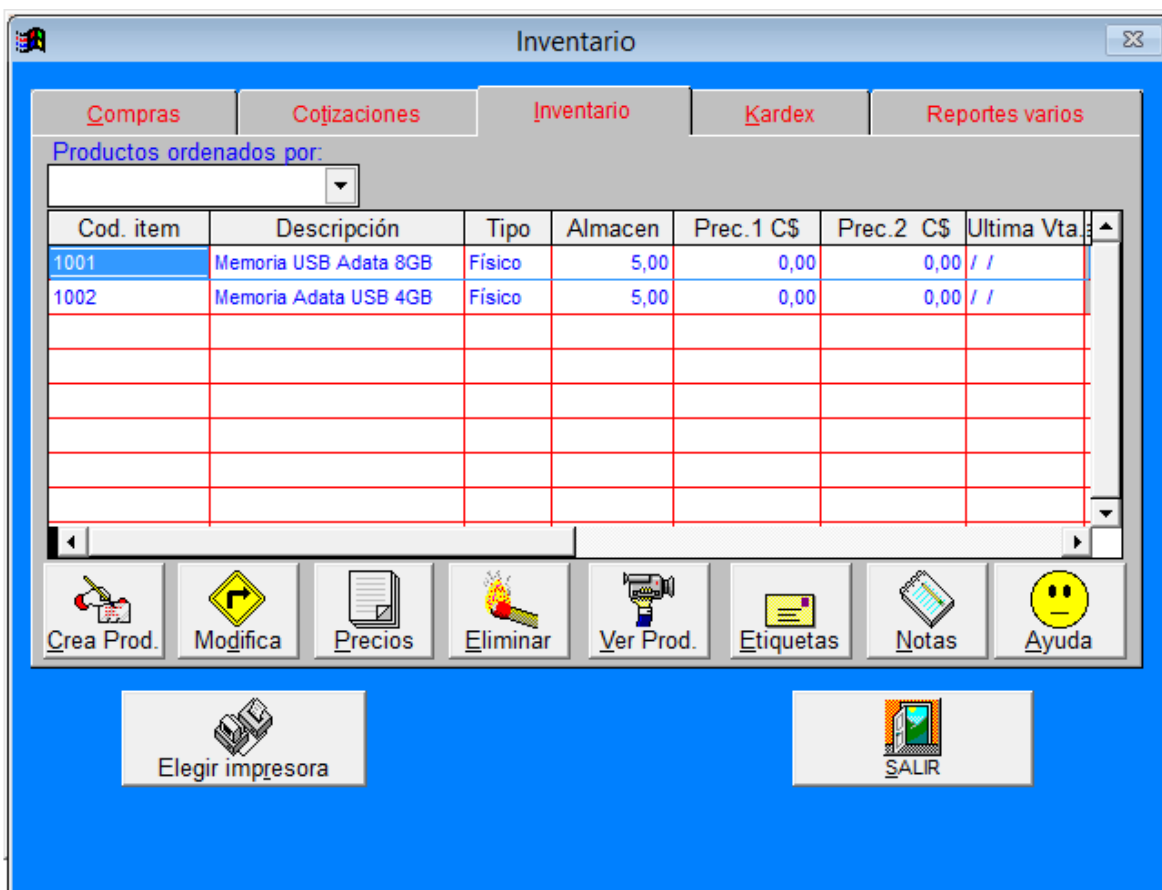 Inventario
Compras Cotizaciones Inventario Kardex Reportes varios
Productos ordenados por:
Cod. item Descripción Tipo Almacen Prec.1 C$ Prec.2 C$ Ultima Vta.
1001 Memoria USB Adata 8GB Físico 5,00 0,00 0,00 / /
1002 Memoria Adata USB 4GB Físico 5,00 0,00 0,00 / /
Crea Prod. Modifica Precios Eliminar Ver Prod. Etiquetas Notas Ayuda
Elegir impresora SALIR